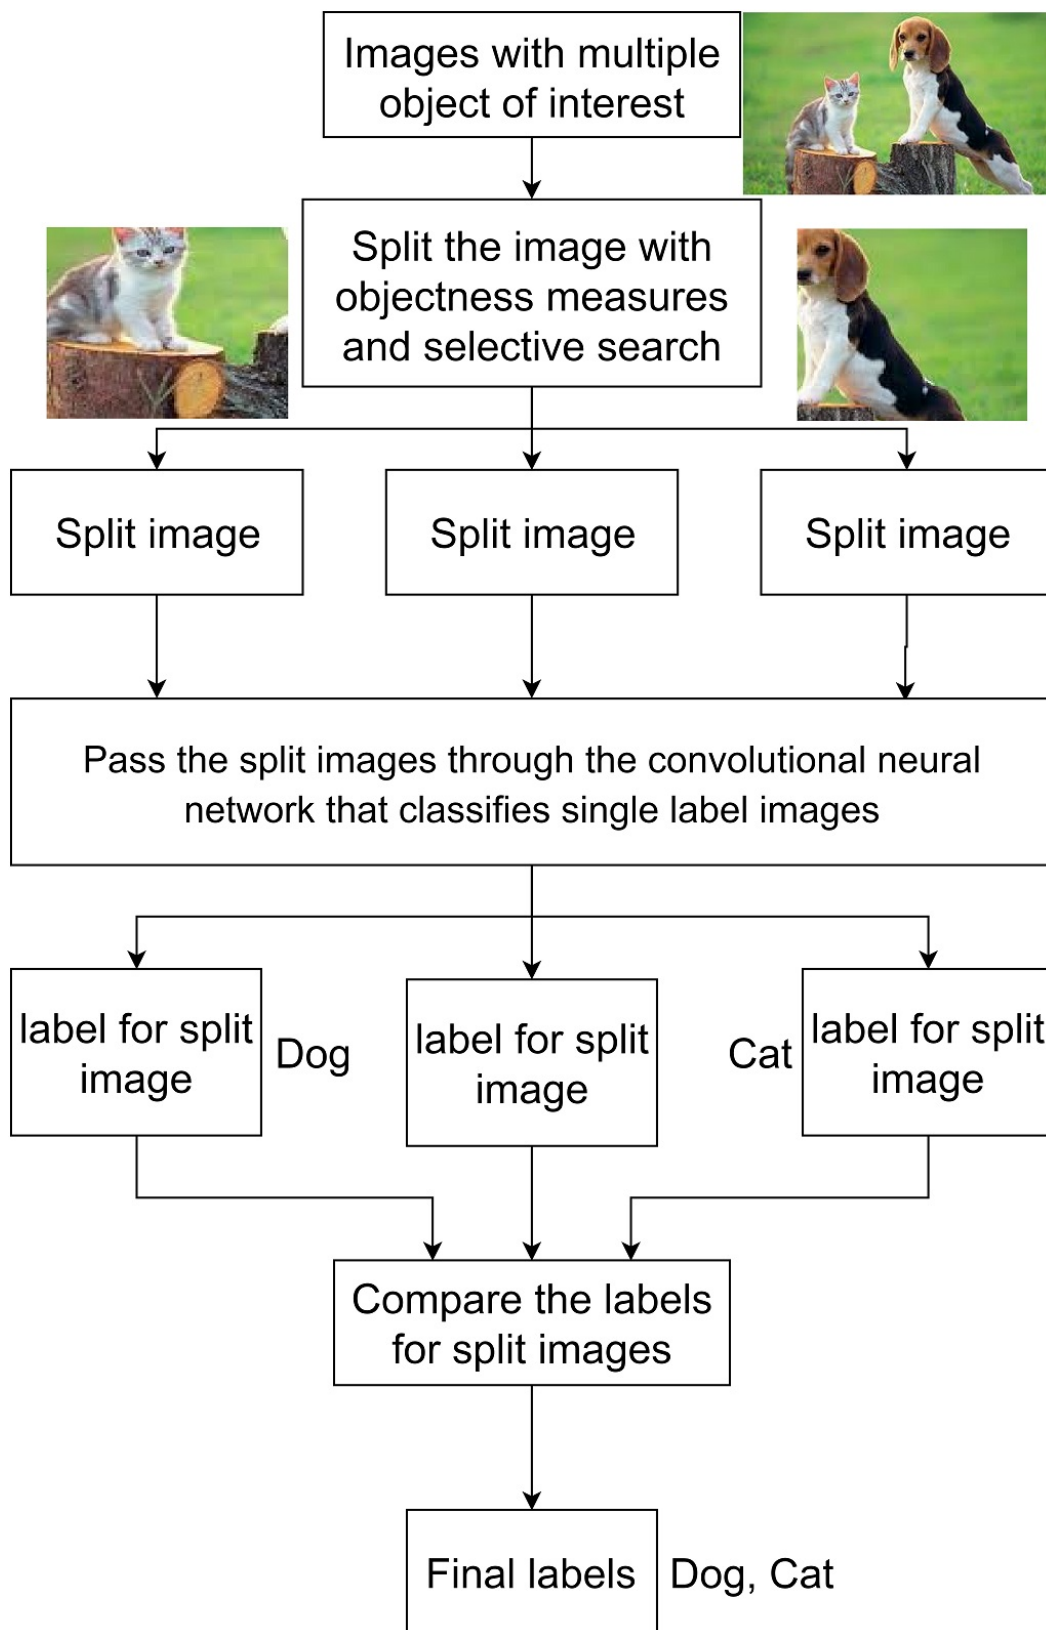 Images with multiple
object of interest
Split the image with
objectness measures
and selective search
Split image
Split image
Split image
Pass the split images through the convolutional neural
network that classifies single label images
label for split
image
Dog
label for split
image
Cat
label for split
image
Compare the labels
for split images
Final labels
Dog, Cat